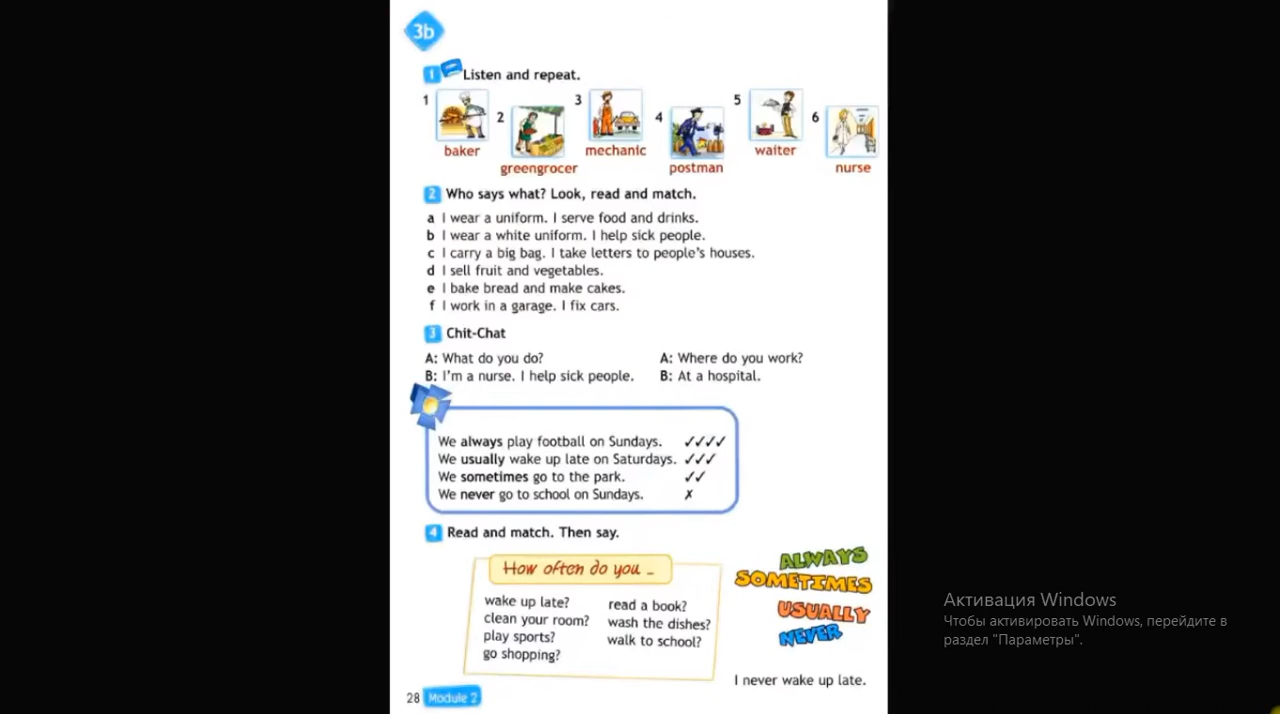 3b
1 Listen and repeat.
1 2 3 4 5 6
baker greengrocer mechanic postman waiter nurse
2 Who says what? Look, read and match.
a I wear a uniform. I serve food and drinks.
b I wear a white uniform. I help sick people.
c I carry a big bag. I take letters to people's houses.
d I sell fruit and vegetables.
e I bake bread and make cakes.
f I work in a garage. I fix cars.
3 Chit-Chat
A: What do you do?
B: I'm a nurse. I help sick people.
A: Where do you work?
B: At a hospital.
We always play football on Sundays. ✓✓✓✓
We usually wake up late on Saturdays. ✓✓✓
We sometimes go to the park. ✓✓
We never go to school on Sundays. ✗
4 Read and match. Then say.
How often do you ...
wake up late?
clean your room?
play sports?
go shopping?
read a book?
wash the dishes?
walk to school?
ALWAYS
SOMETIMES
USUALLY
NEVER
I never wake up late.
28 Module 2
Активация Windows
Чтобы активировать Windows, перейдите в
раздел "Параметры".